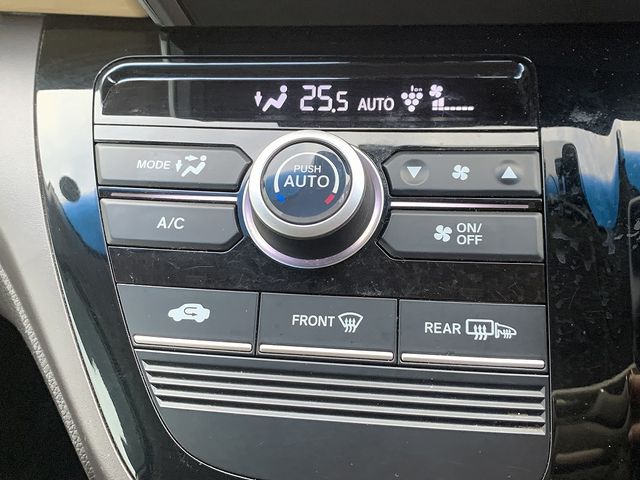 25.5 AUTO
MODE
PUSH
AUTO
A/C
ON/
OFF
FRONT
REAR